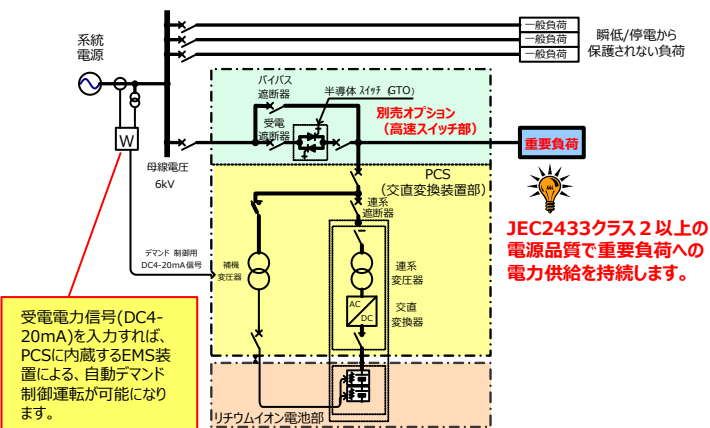 系統
電源
一般負荷
一般負荷
一般負荷
瞬低/停電から
保護されない負荷
バイパス
遮断器
半導体 スイッチ (GTO)
受電
遮断器
別売オプション
(高速スイッチ部)
重要負荷
W
母線電圧
6kV
PCS
(交直変換装置部)
連系
遮断器
JEC2433クラス2以上の
電源品質で重要負荷への
電力供給を持続します。
デマンド 制御用
DC4-20mA信号
補機
変圧器
連系
変圧器
AC
DC
交直
変換器
受電電力信号(DC4-
20mA)を入力すれば、
PCSに内蔵するEMS装
置による、自動デマンド
制御運転が可能になり
ます。
リチウムイオン電池部